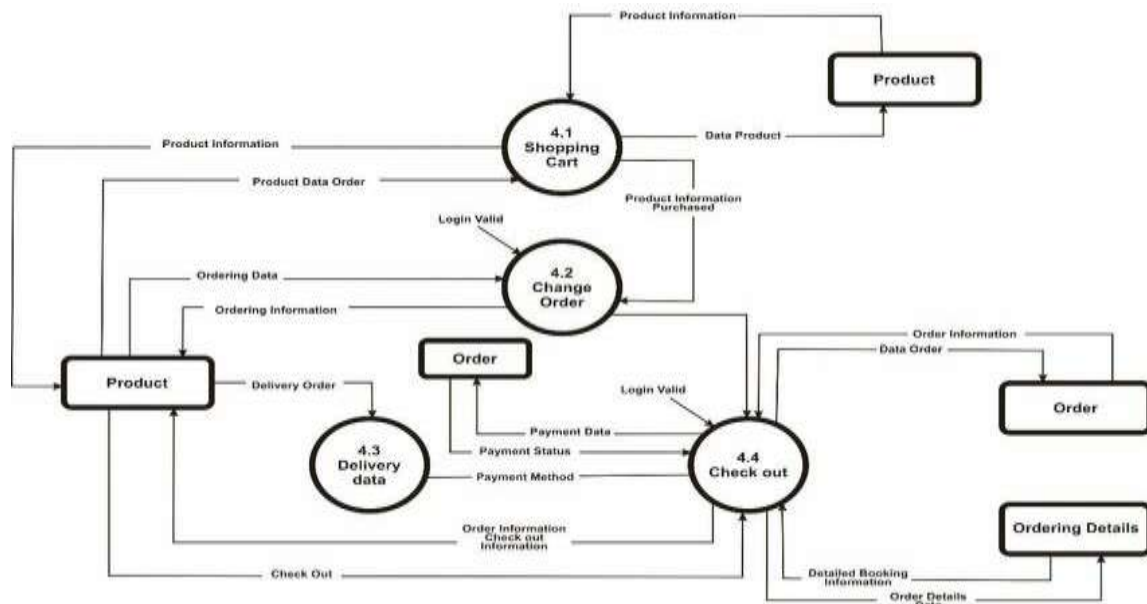 Product Information
Product
4.1
Shopping
Cart
Data Product
Product Information
Product Data Order
Product Information
Purchased
Login Valid
4.2
Change
Order
Ordering Data
Ordering Information
Order
Order Information
Data Order
Product
Delivery Order
Login Valid
Order
Payment Data
4.3
Delivery
data
Payment Status
4.4
Check out
Payment Method
Ordering Details
Order Information
Check out
Information
Check Out
Detailed Booking
Information
Order Details